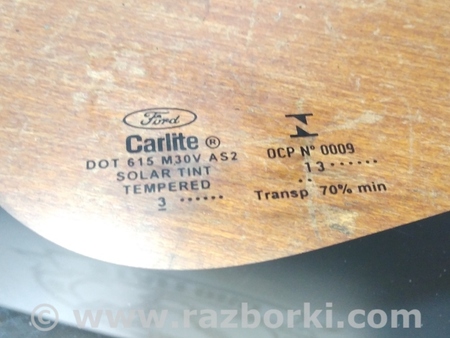 Ford
Carlite ®
DOT 615 M30V AS2
SOLAR TINT
TEMPERED
3 ......
OCP Nº 0009
13......
..
Transp 70% min
www.razborki.com